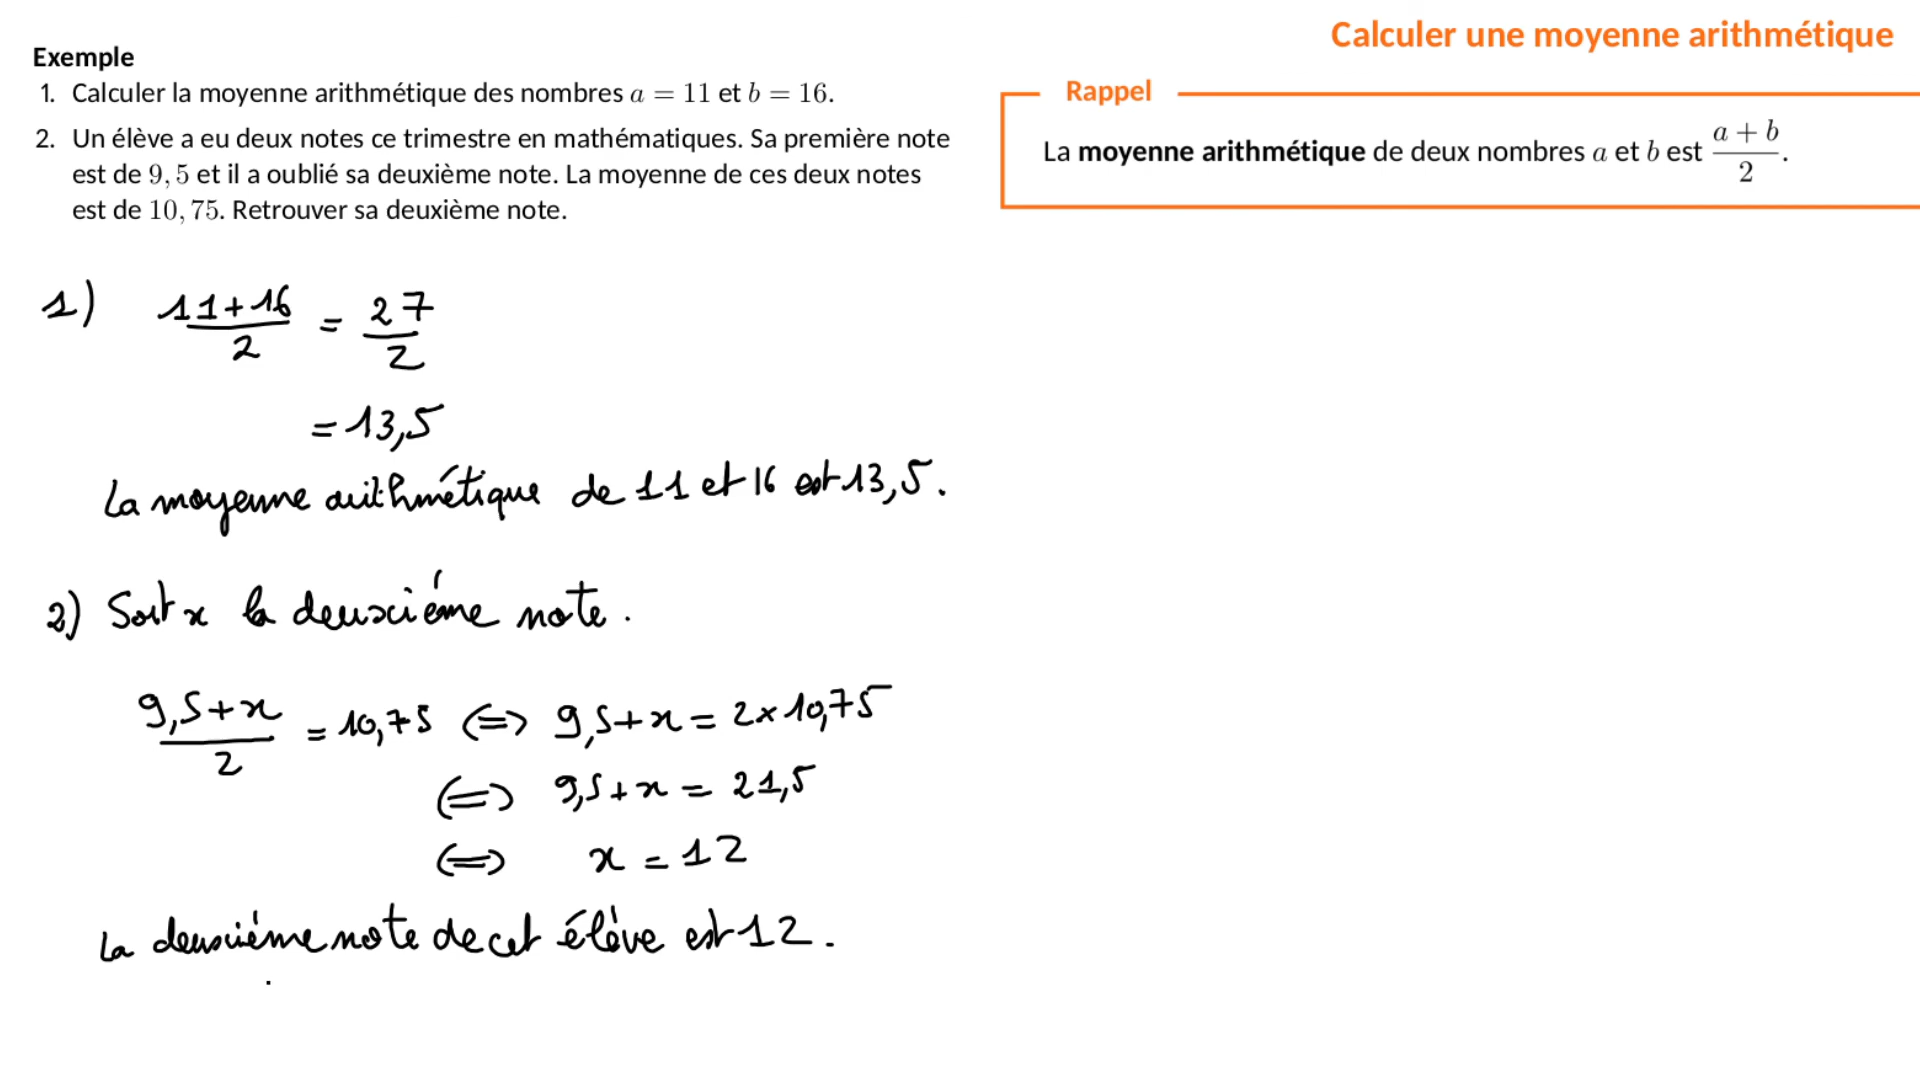 Calculer une moyenne arithmétique
Exemple
1. Calculer la moyenne arithmétique des nombres a = 11 et b = 16.
2. Un élève a eu deux notes ce trimestre en mathématiques. Sa première note
est de 9, 5 et il a oublié sa deuxième note. La moyenne de ces deux notes
est de 10, 75. Retrouver sa deuxième note.
Rappel
La moyenne arithmétique de deux nombres a et b est (a + b)/2.
1) (11+16)/2 = 27/2
= 13,5
La moyenne arithmétique de 11 et 16 est 13,5.
2) Soit x la deuxième note.
(9,5+x)/2 = 10,75 ⟺ 9,5+x = 2×10,75
⟺ 9,5+x = 21,5
⟺ x = 12
La deuxième note de cet élève est 12.